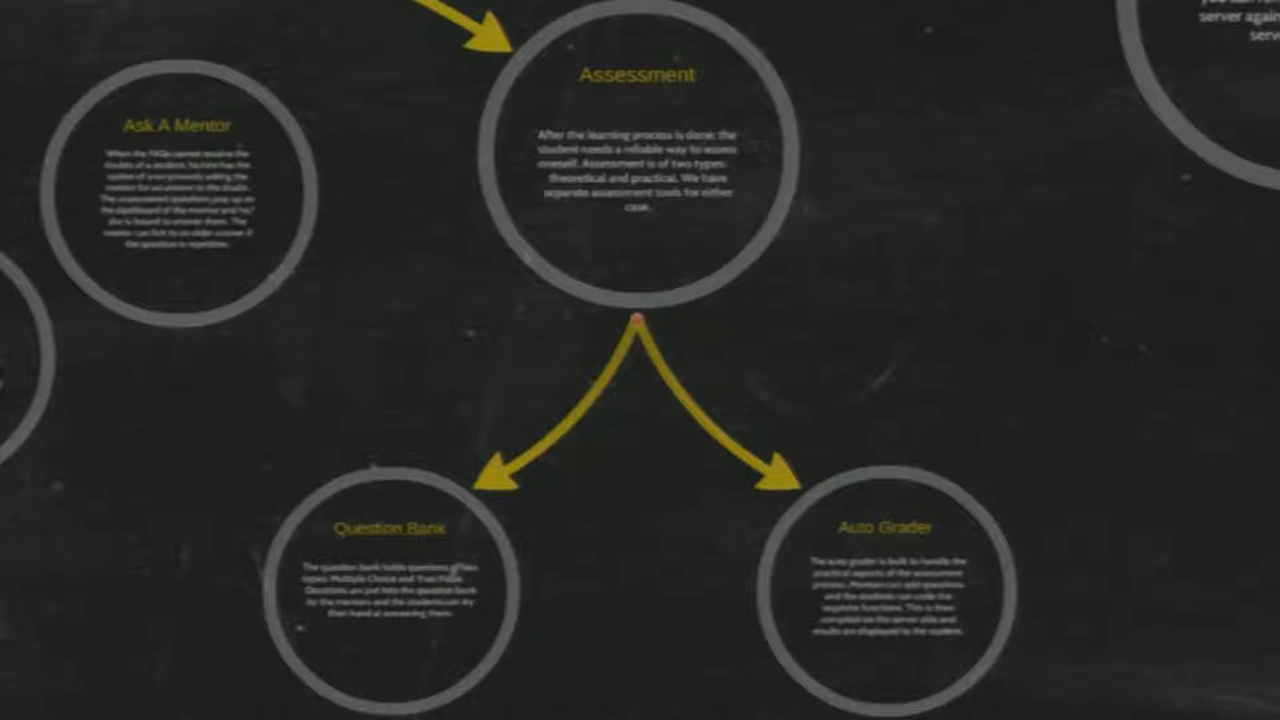 server again
Assessment
After the learning process is done, the
student needs a reliable way to assess
oneself. Assessment is of two types-
theoretical and practical. We have
separate assessment tools for either
case.
Ask A Mentor
When the FAQs cannot resolve the
doubts of a student, he/she has the
option of anonymously asking the
mentor for an answer to the doubt.
The unanswered questions pop up on
the dashboard of the mentor and he/
she is bound to answer them. The
mentor can link to an older answer if
the question is repetitive.
Question Bank
The question bank holds questions of two
types: Multiple Choice and True/False.
Questions are put into the question bank
by the mentors and the students can try
their hand at answering them.
Auto Grader
The auto grader is built to handle the
practical aspects of the assessment
process. Mentors can add questions
and the students can code the
requisite functions. This is then
compiled on the server side and
results are displayed to the student.